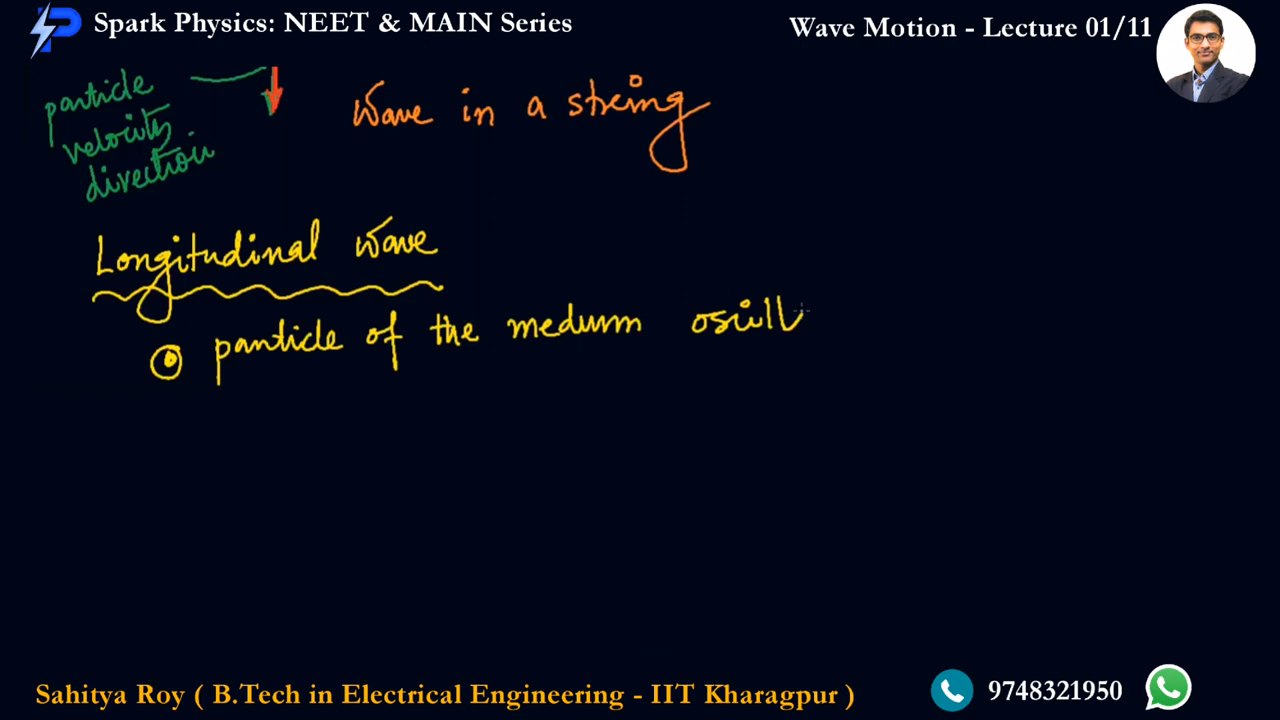 Spark Physics: NEET & MAIN Series
Wave Motion - Lecture 01/11
particle
velocity
direction
Wave in a string
Longitudinal wave
particle of the medium oscill
Sahitya Roy ( B.Tech in Electrical Engineering - IIT Kharagpur )
9748321950